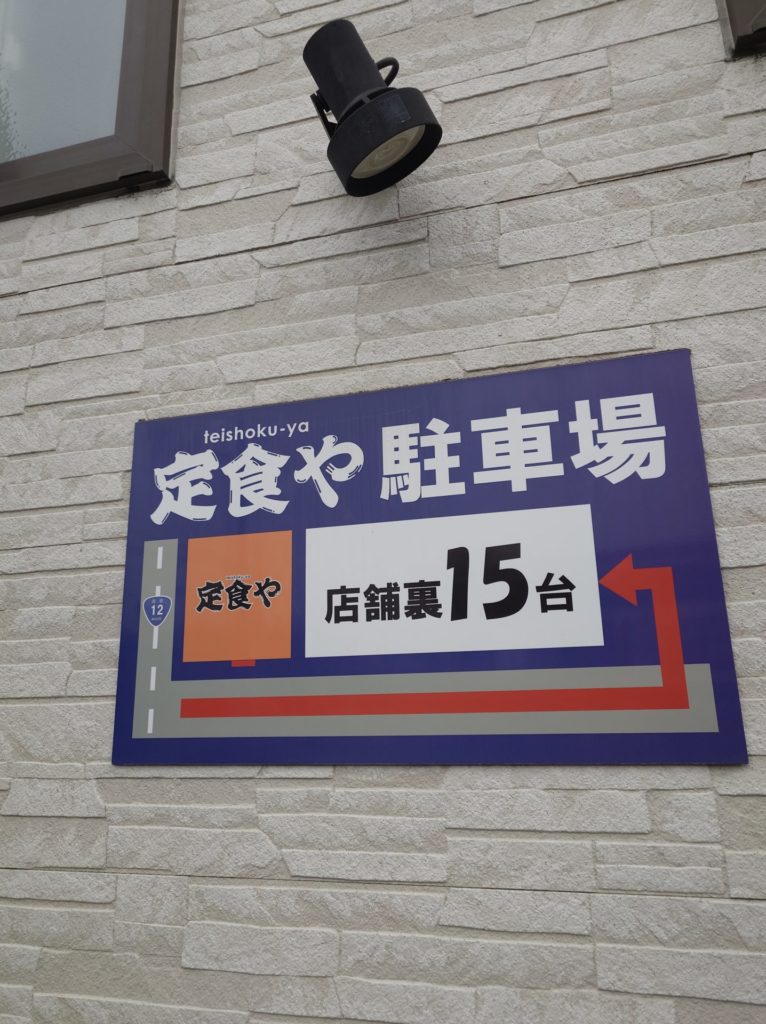 teishoku-ya
定食や 駐車場
12
定食や
店舗裏15台